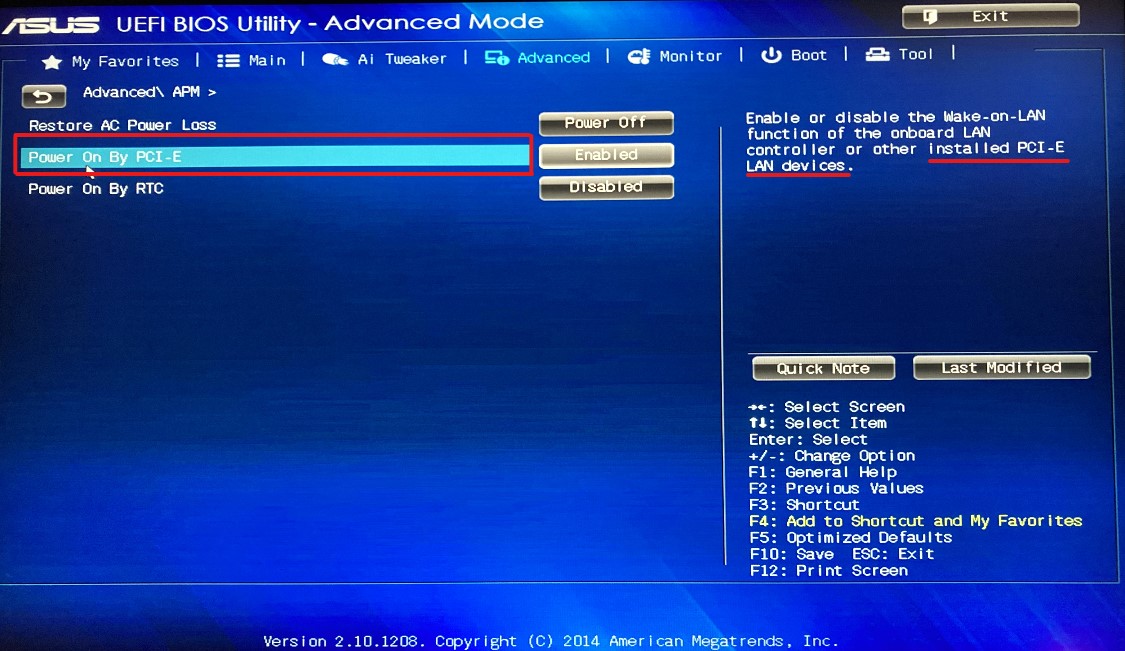 ASUS UEFI BIOS Utility - Advanced Mode
Exit
My Favorites | Main | Ai Tweaker | Advanced | Monitor | Boot | Tool |
Advanced\ APM >
Restore AC Power Loss Power Off
Power On By PCI-E Enabled
Power On By RTC Disabled
Enable or disable the Wake-on-LAN
function of the onboard LAN
controller or other installed PCI-E
LAN devices.
Quick Note Last Modified
→←: Select Screen
↑↓: Select Item
Enter: Select
+/-: Change Option
F1: General Help
F2: Previous Values
F3: Shortcut
F4: Add to Shortcut and My Favorites
F5: Optimized Defaults
F10: Save ESC: Exit
F12: Print Screen
Version 2.10.1208. Copyright (C) 2014 American Megatrends, Inc.